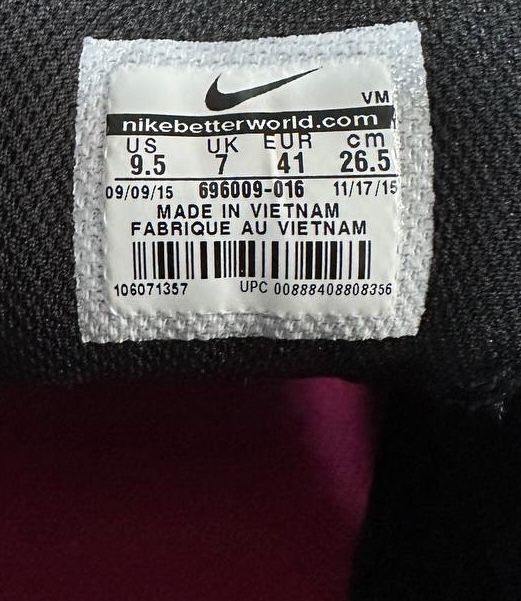 VM
nikebetterworld.com
US UK EUR cm
9.5 7 41 26.5
09/09/15 696009-016 11/17/15
MADE IN VIETNAM
FABRIQUE AU VIETNAM
106071357 UPC 00888408808356